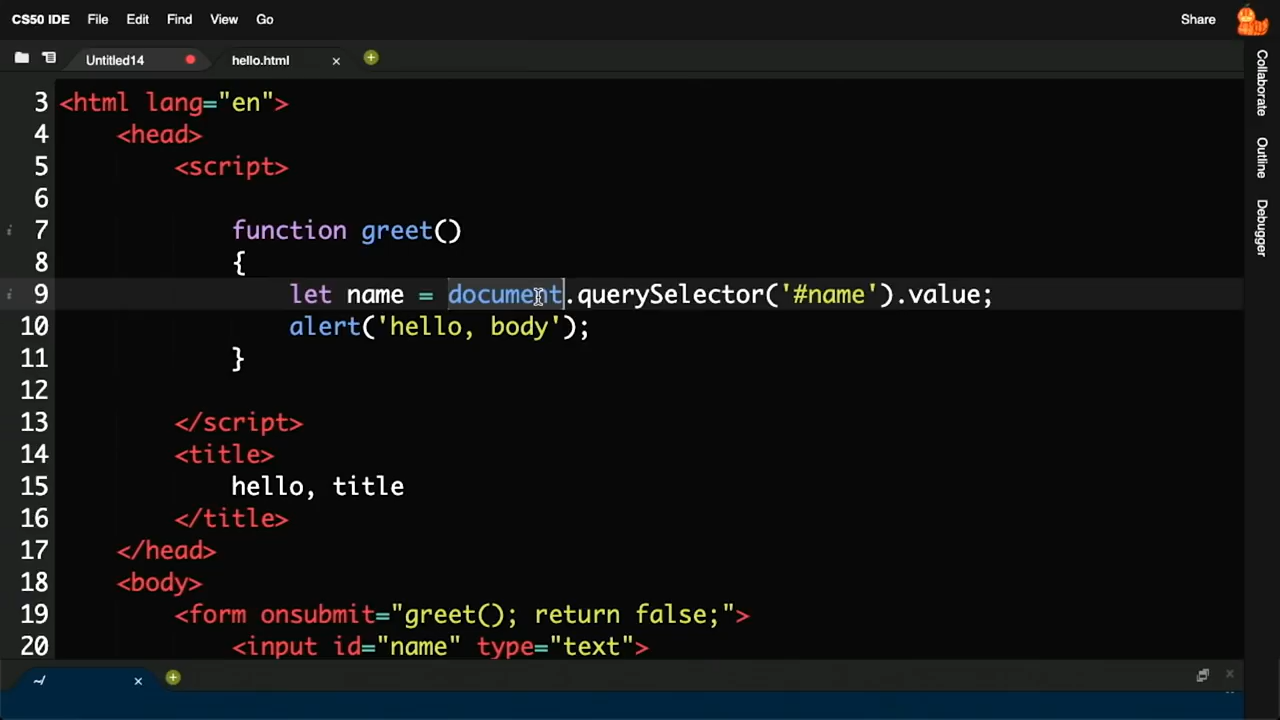 CS50 IDE File Edit Find View Go Share
Untitled14 hello.html
3 <html lang="en">
4 <head>
5 <script>
6
7 function greet()
8 {
9 let name = document.querySelector('#name').value;
10 alert('hello, body');
11 }
12
13 </script>
14 <title>
15 hello, title
16 </title>
17 </head>
18 <body>
19 <form onsubmit="greet(); return false;">
20 <input id="name" type="text">
~/
Collaborate
Outline
Debugger